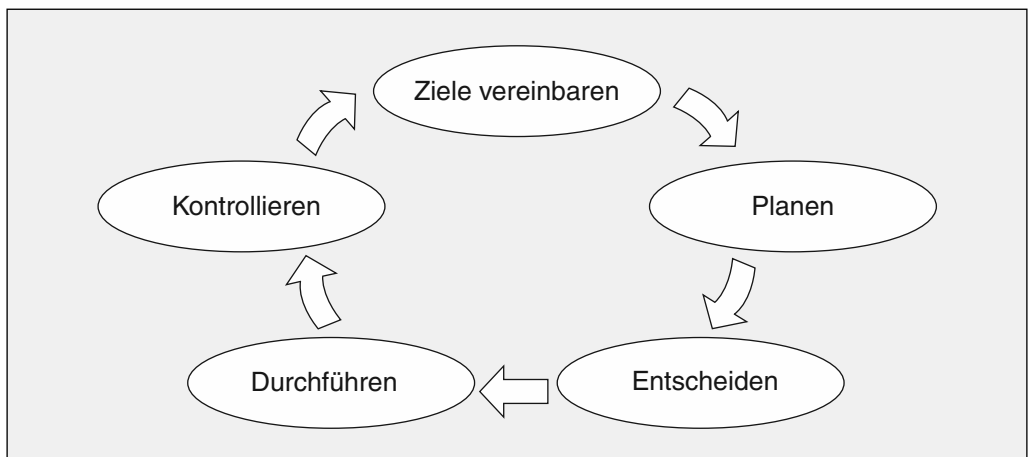 Ziele vereinbaren
Planen
Entscheiden
Durchführen
Kontrollieren